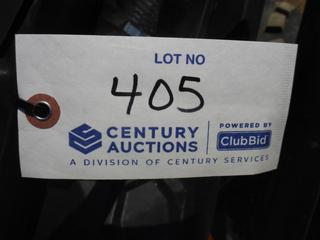 LOT NO
405
CENTURY
AUCTIONS
POWERED BY
ClubBid
A DIVISION OF CENTURY SERVICES